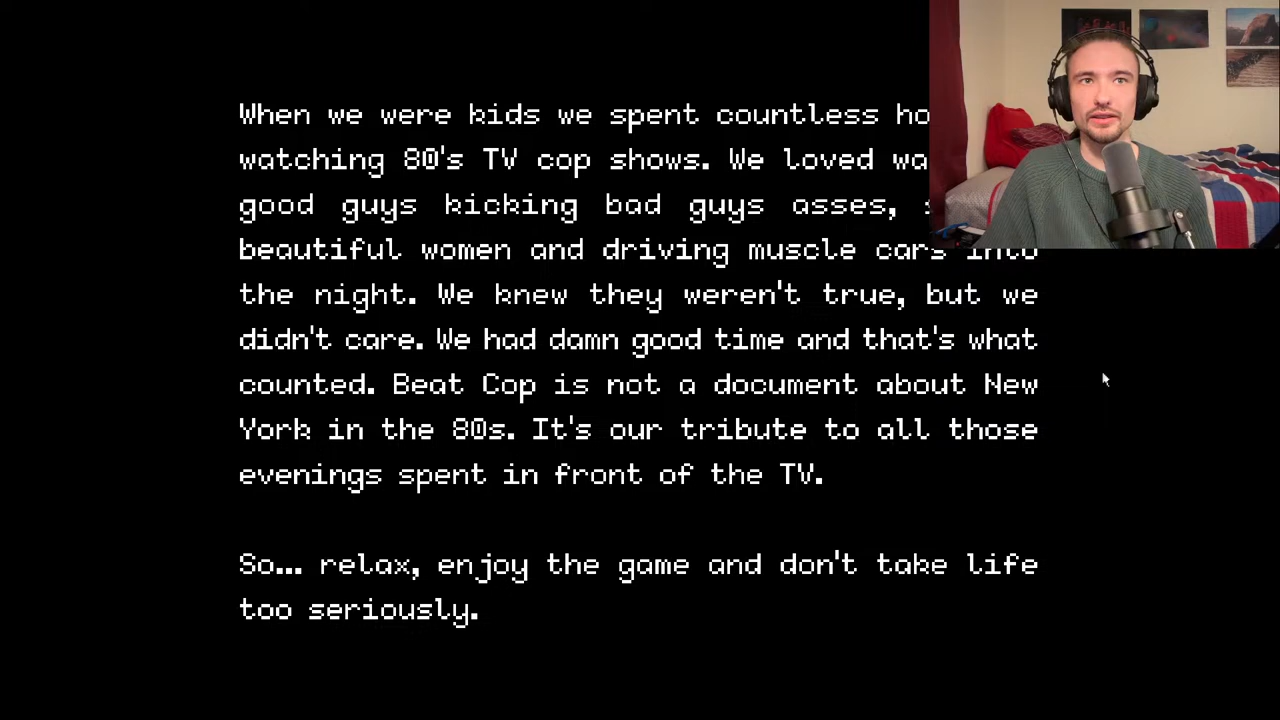 When we were kids we spent countless
watching 80's TV cop shows. We loved
good guys kicking bad guys asses,
beautiful women and driving muscle cars into
the night. We knew they weren't true, but we
didn't care. We had damn good time and that's what
counted. Beat Cop is not a document about New
York in the 80s. It's our tribute to all those
evenings spent in front of the TV.
So... relax, enjoy the game and don't take life
too seriously.